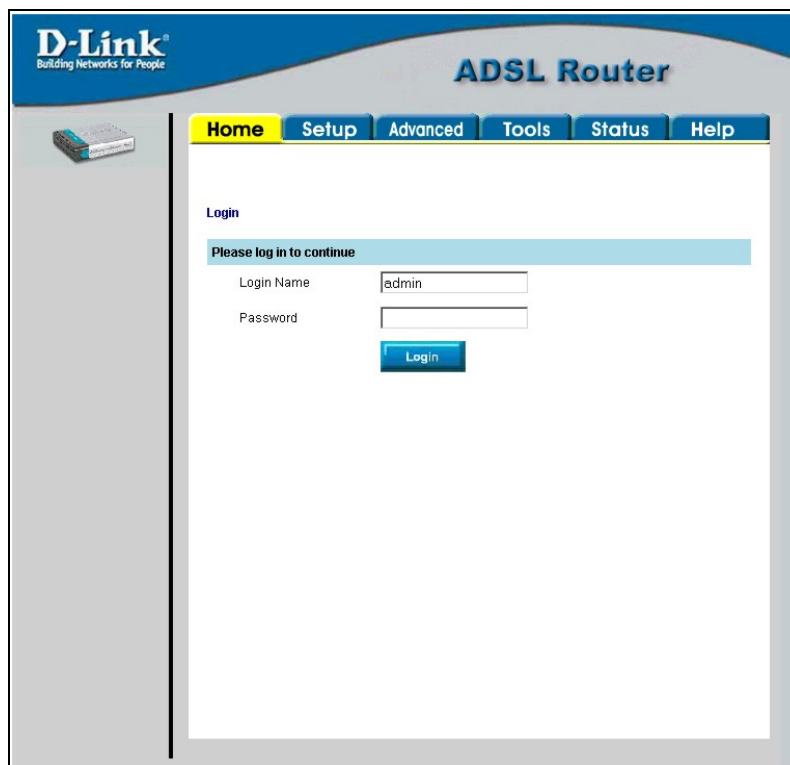 D-Link®
Building Networks for People
ADSL Router
Home Setup Advanced Tools Status Help
Login
Please log in to continue
Login Name admin
Password
Login